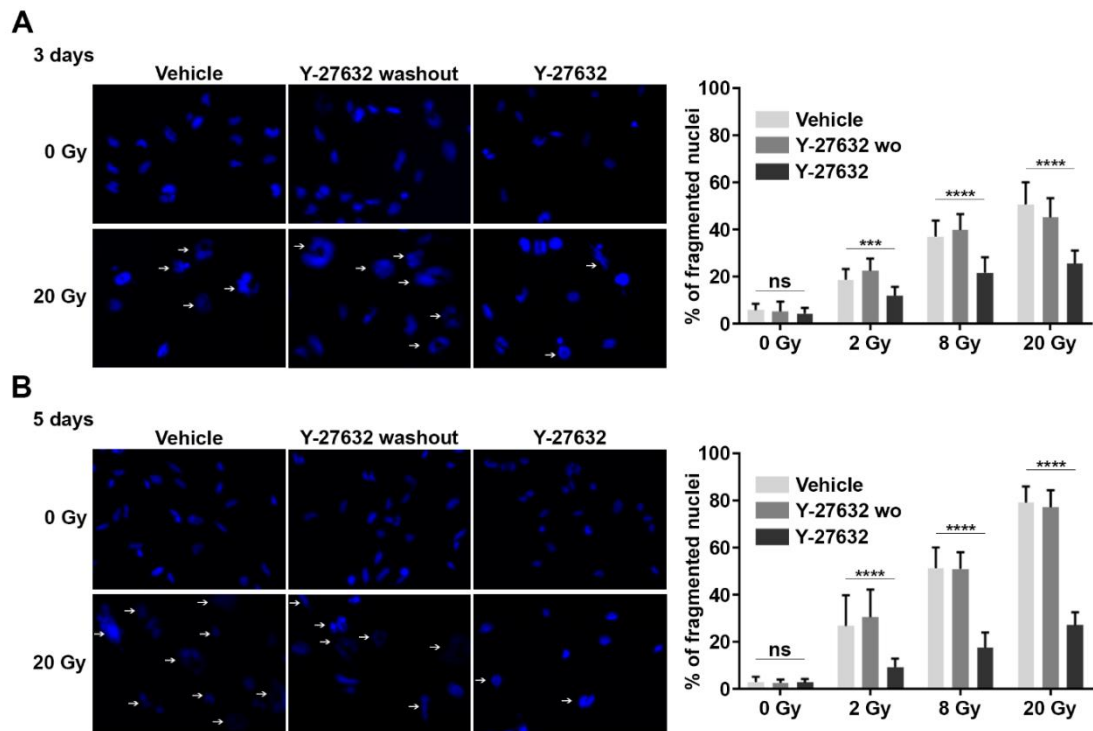 A
3 days
Vehicle
Y-27632 washout
Y-27632
0 Gy
20 Gy
% of fragmented nuclei
100
80
60
40
20
0
Vehicle
Y-27632 wo
Y-27632
ns
***
****
****
0 Gy
2 Gy
8 Gy
20 Gy
B
5 days
Vehicle
Y-27632 washout
Y-27632
0 Gy
20 Gy
% of fragmented nuclei
100
80
60
40
20
0
Vehicle
Y-27632 wo
Y-27632
ns
****
****
****
0 Gy
2 Gy
8 Gy
20 Gy